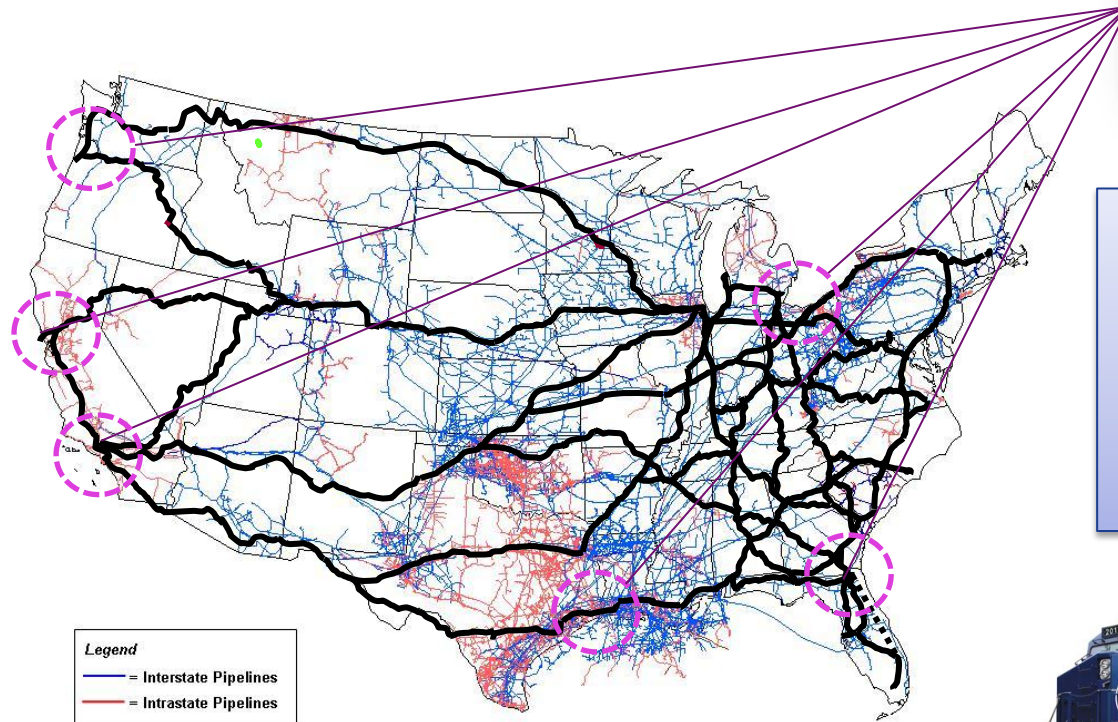 Legend
= Interstate Pipelines
= Intrastate Pipelines